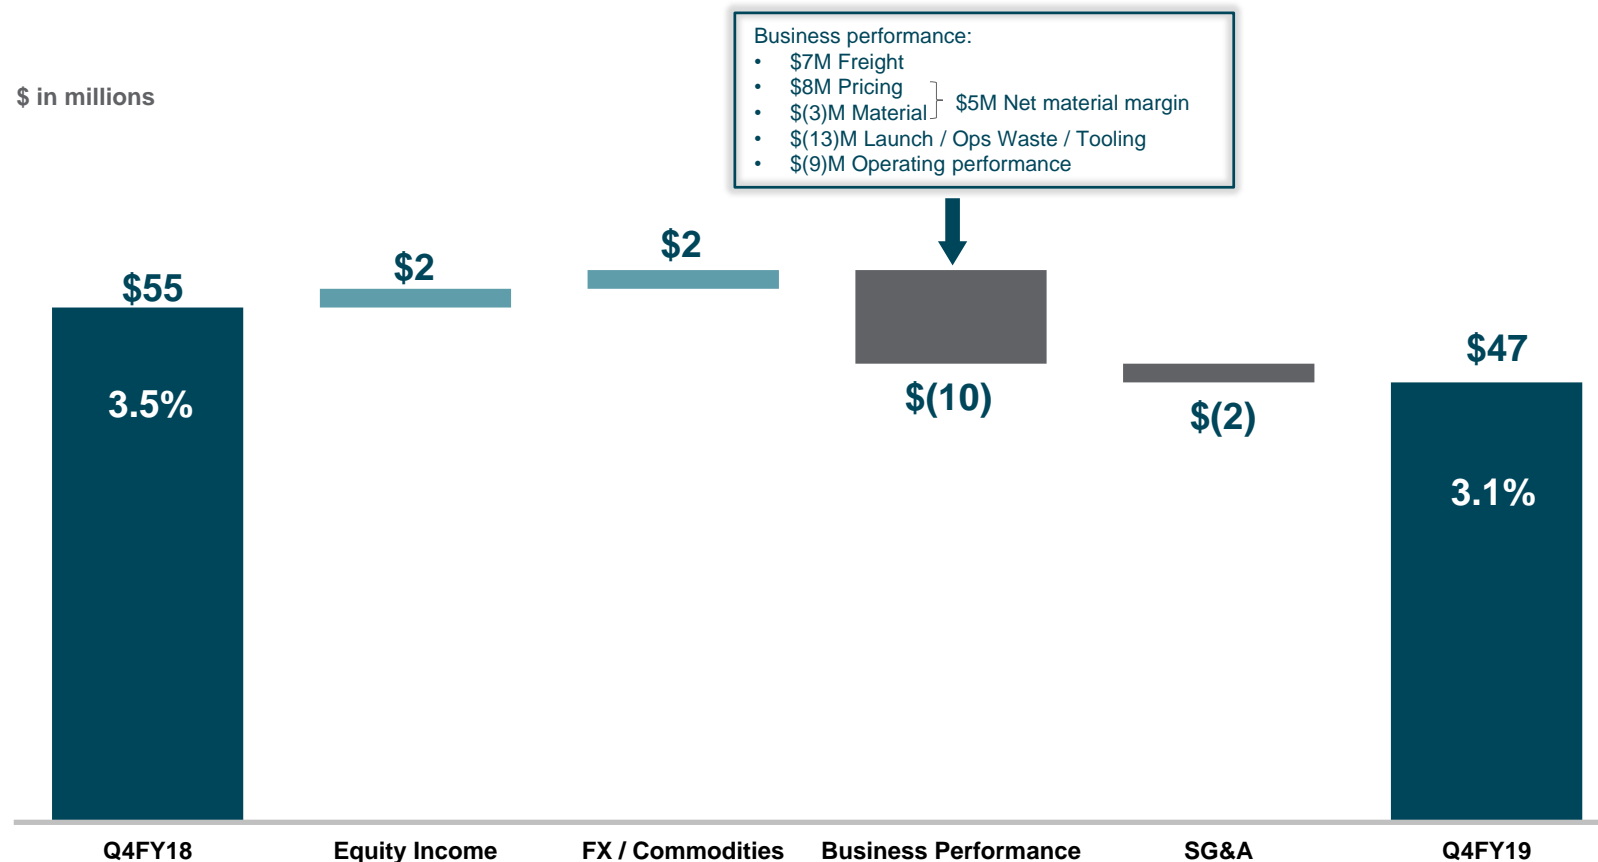 Business performance:
• $7M Freight
• $8M Pricing
• $(3)M Material
$5M Net material margin
• $(13)M Launch / Ops Waste / Tooling
• $(9)M Operating performance
$ in millions
$55
$2
$2
$(10)
$(2)
$47
3.5%
3.1%
Q4FY18
Equity Income
FX / Commodities
Business Performance
SG&A
Q4FY19